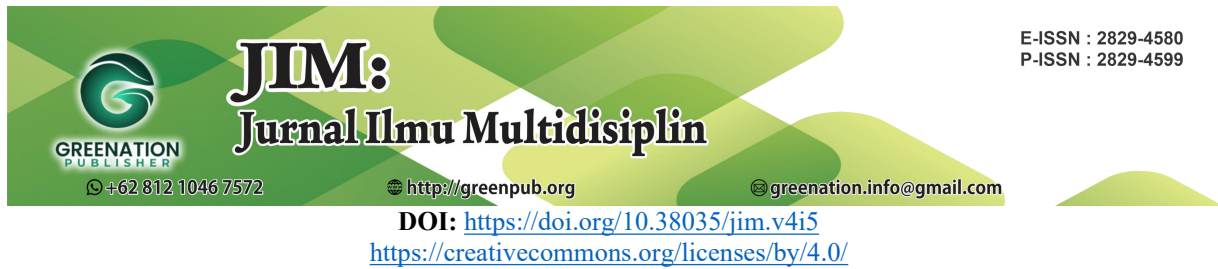 E-ISSN : 2829-4580
P-ISSN : 2829-4599
JIM:
Jurnal Ilmu Multidisiplin
GREENATION
PUBLISHER
+62 812 1046 7572
http://greenpub.org
greenation.info@gmail.com
DOI: https://doi.org/10.38035/jim.v4i5
https://creativecommons.org/licenses/by/4.0/